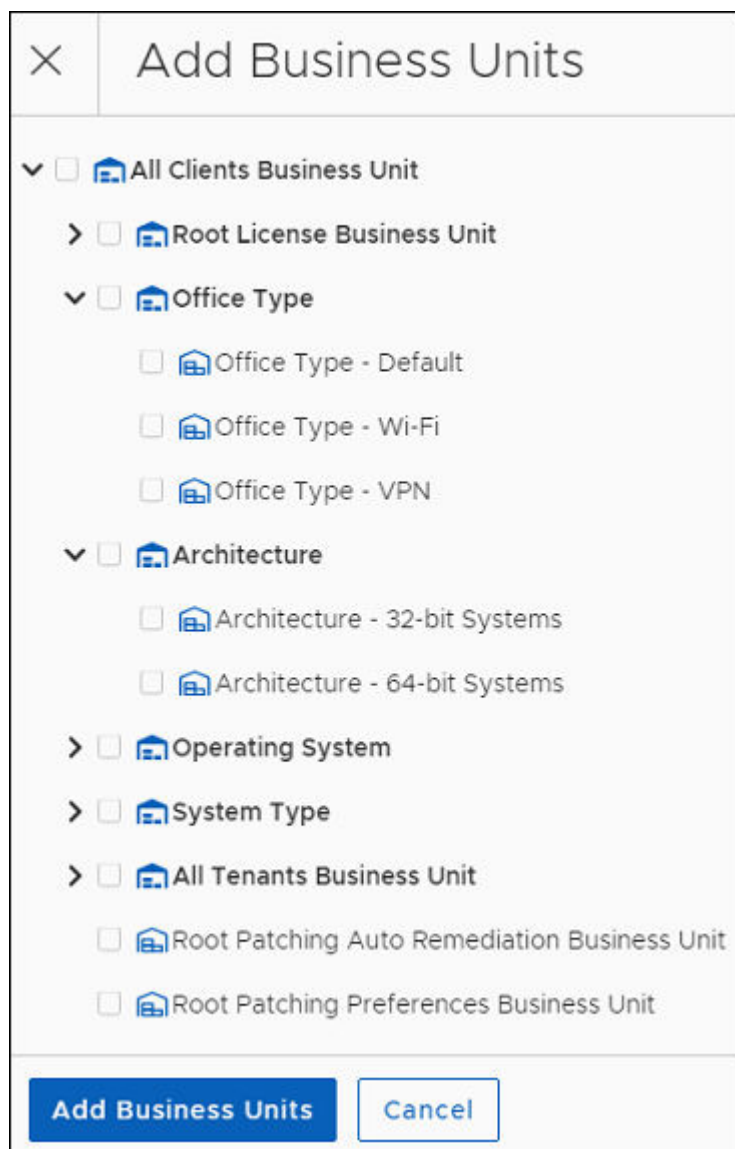 Add Business Units
All Clients Business Unit
Root License Business Unit
Office Type
Office Type - Default
Office Type - Wi-Fi
Office Type - VPN
Architecture
Architecture - 32-bit Systems
Architecture - 64-bit Systems
Operating System
System Type
All Tenants Business Unit
Root Patching Auto Remediation Business Unit
Root Patching Preferences Business Unit
Add Business Units Cancel